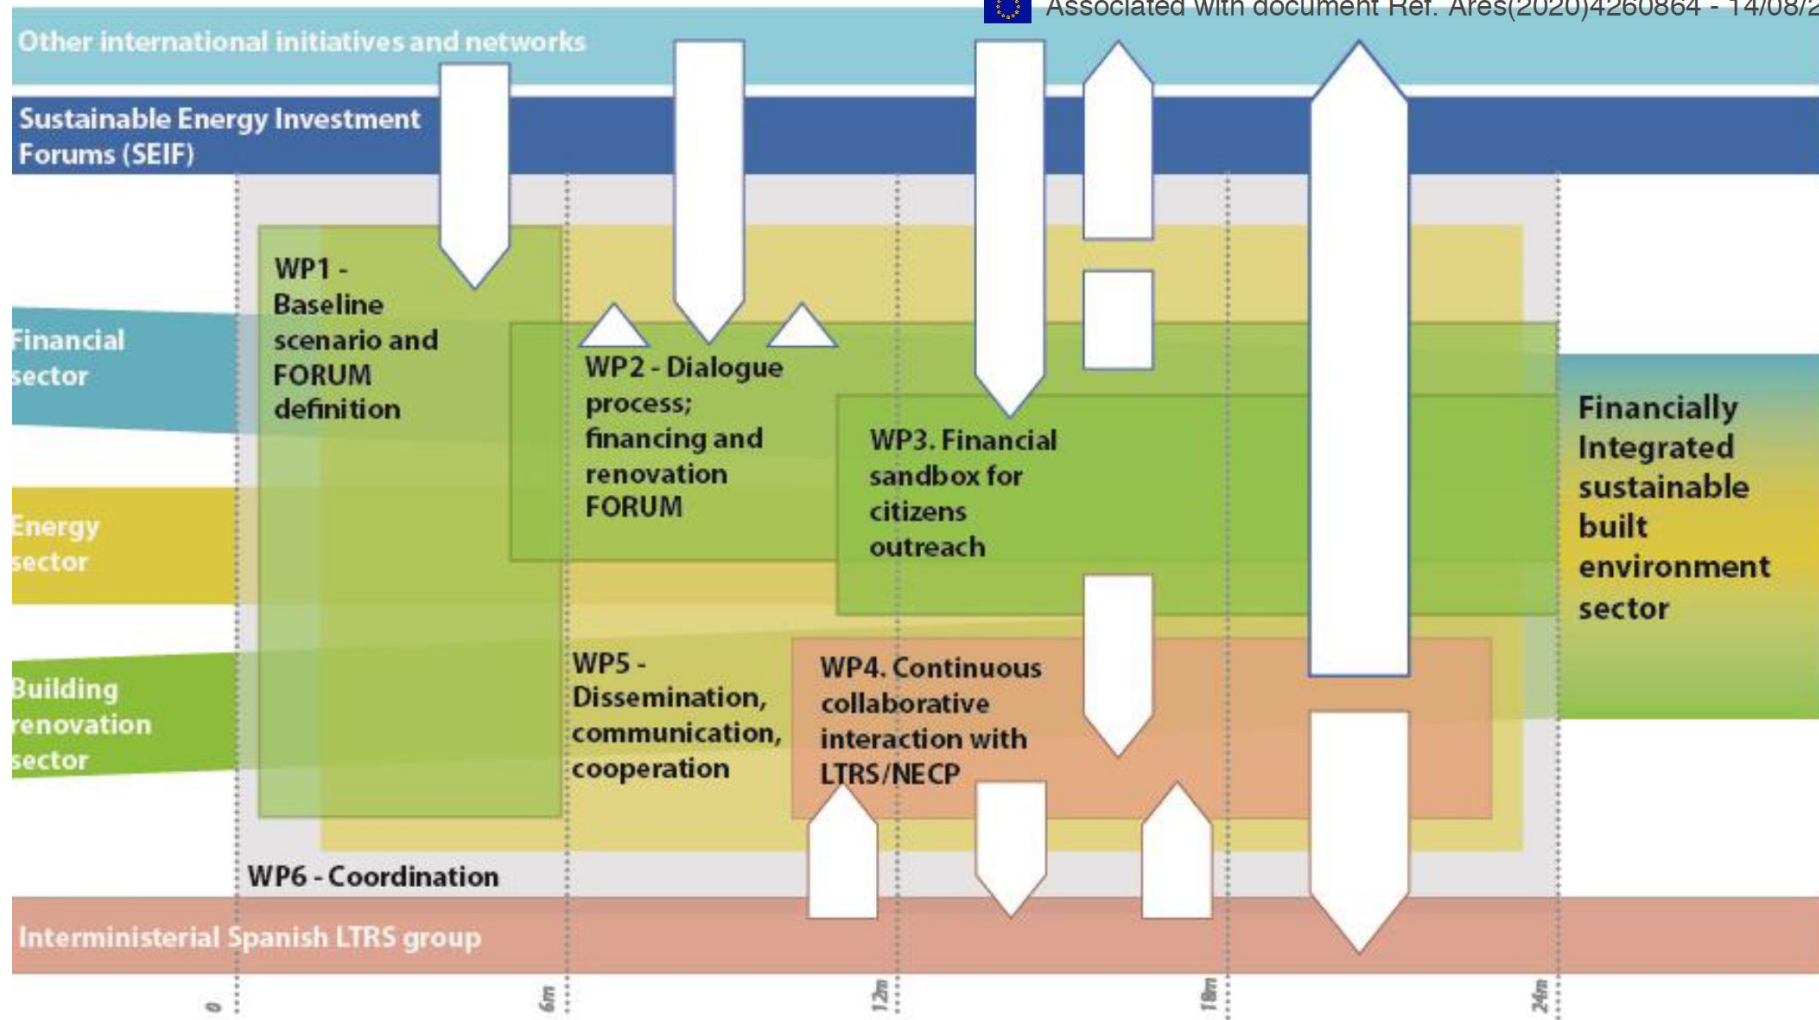 Associated with document Ref. Ares(2020)4260864 - 14/08/2
Other international initiatives and networks
Sustainable Energy Investment
Forums (SEIF)
WP1 -
Baseline
scenario and
FORUM
definition
Financial
sector
WP2 - Dialogue
process;
financing and
renovation
FORUM
WP3. Financial
sandbox for
citizens
outreach
Financially
Integrated
sustainable
built
environment
sector
Energy
sector
Building
renovation
sector
WP5 -
Dissemination,
communication,
cooperation
WP4. Continuous
collaborative
interaction with
LTRS/NECP
WP6 - Coordination
Interministerial Spanish LTRS group
0
6m
12m
18m
24m